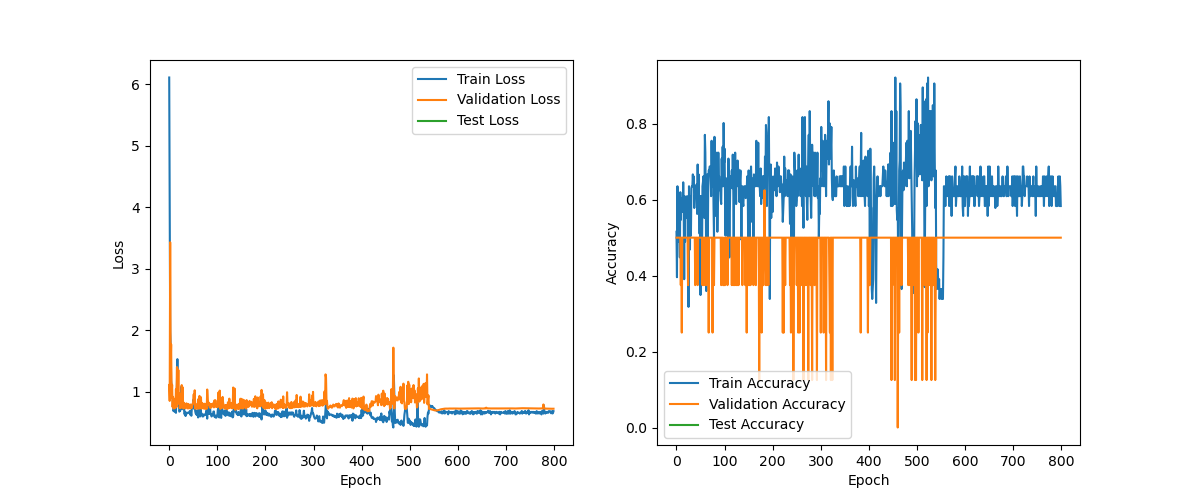 6
5
4
3
2
1
Loss
0 100 200 300 400 500 600 700 800
Epoch
Train Loss
Validation Loss
Test Loss
0.8
0.6
0.4
0.2
0.0
Accuracy
0 100 200 300 400 500 600 700 800
Epoch
Train Accuracy
Validation Accuracy
Test Accuracy